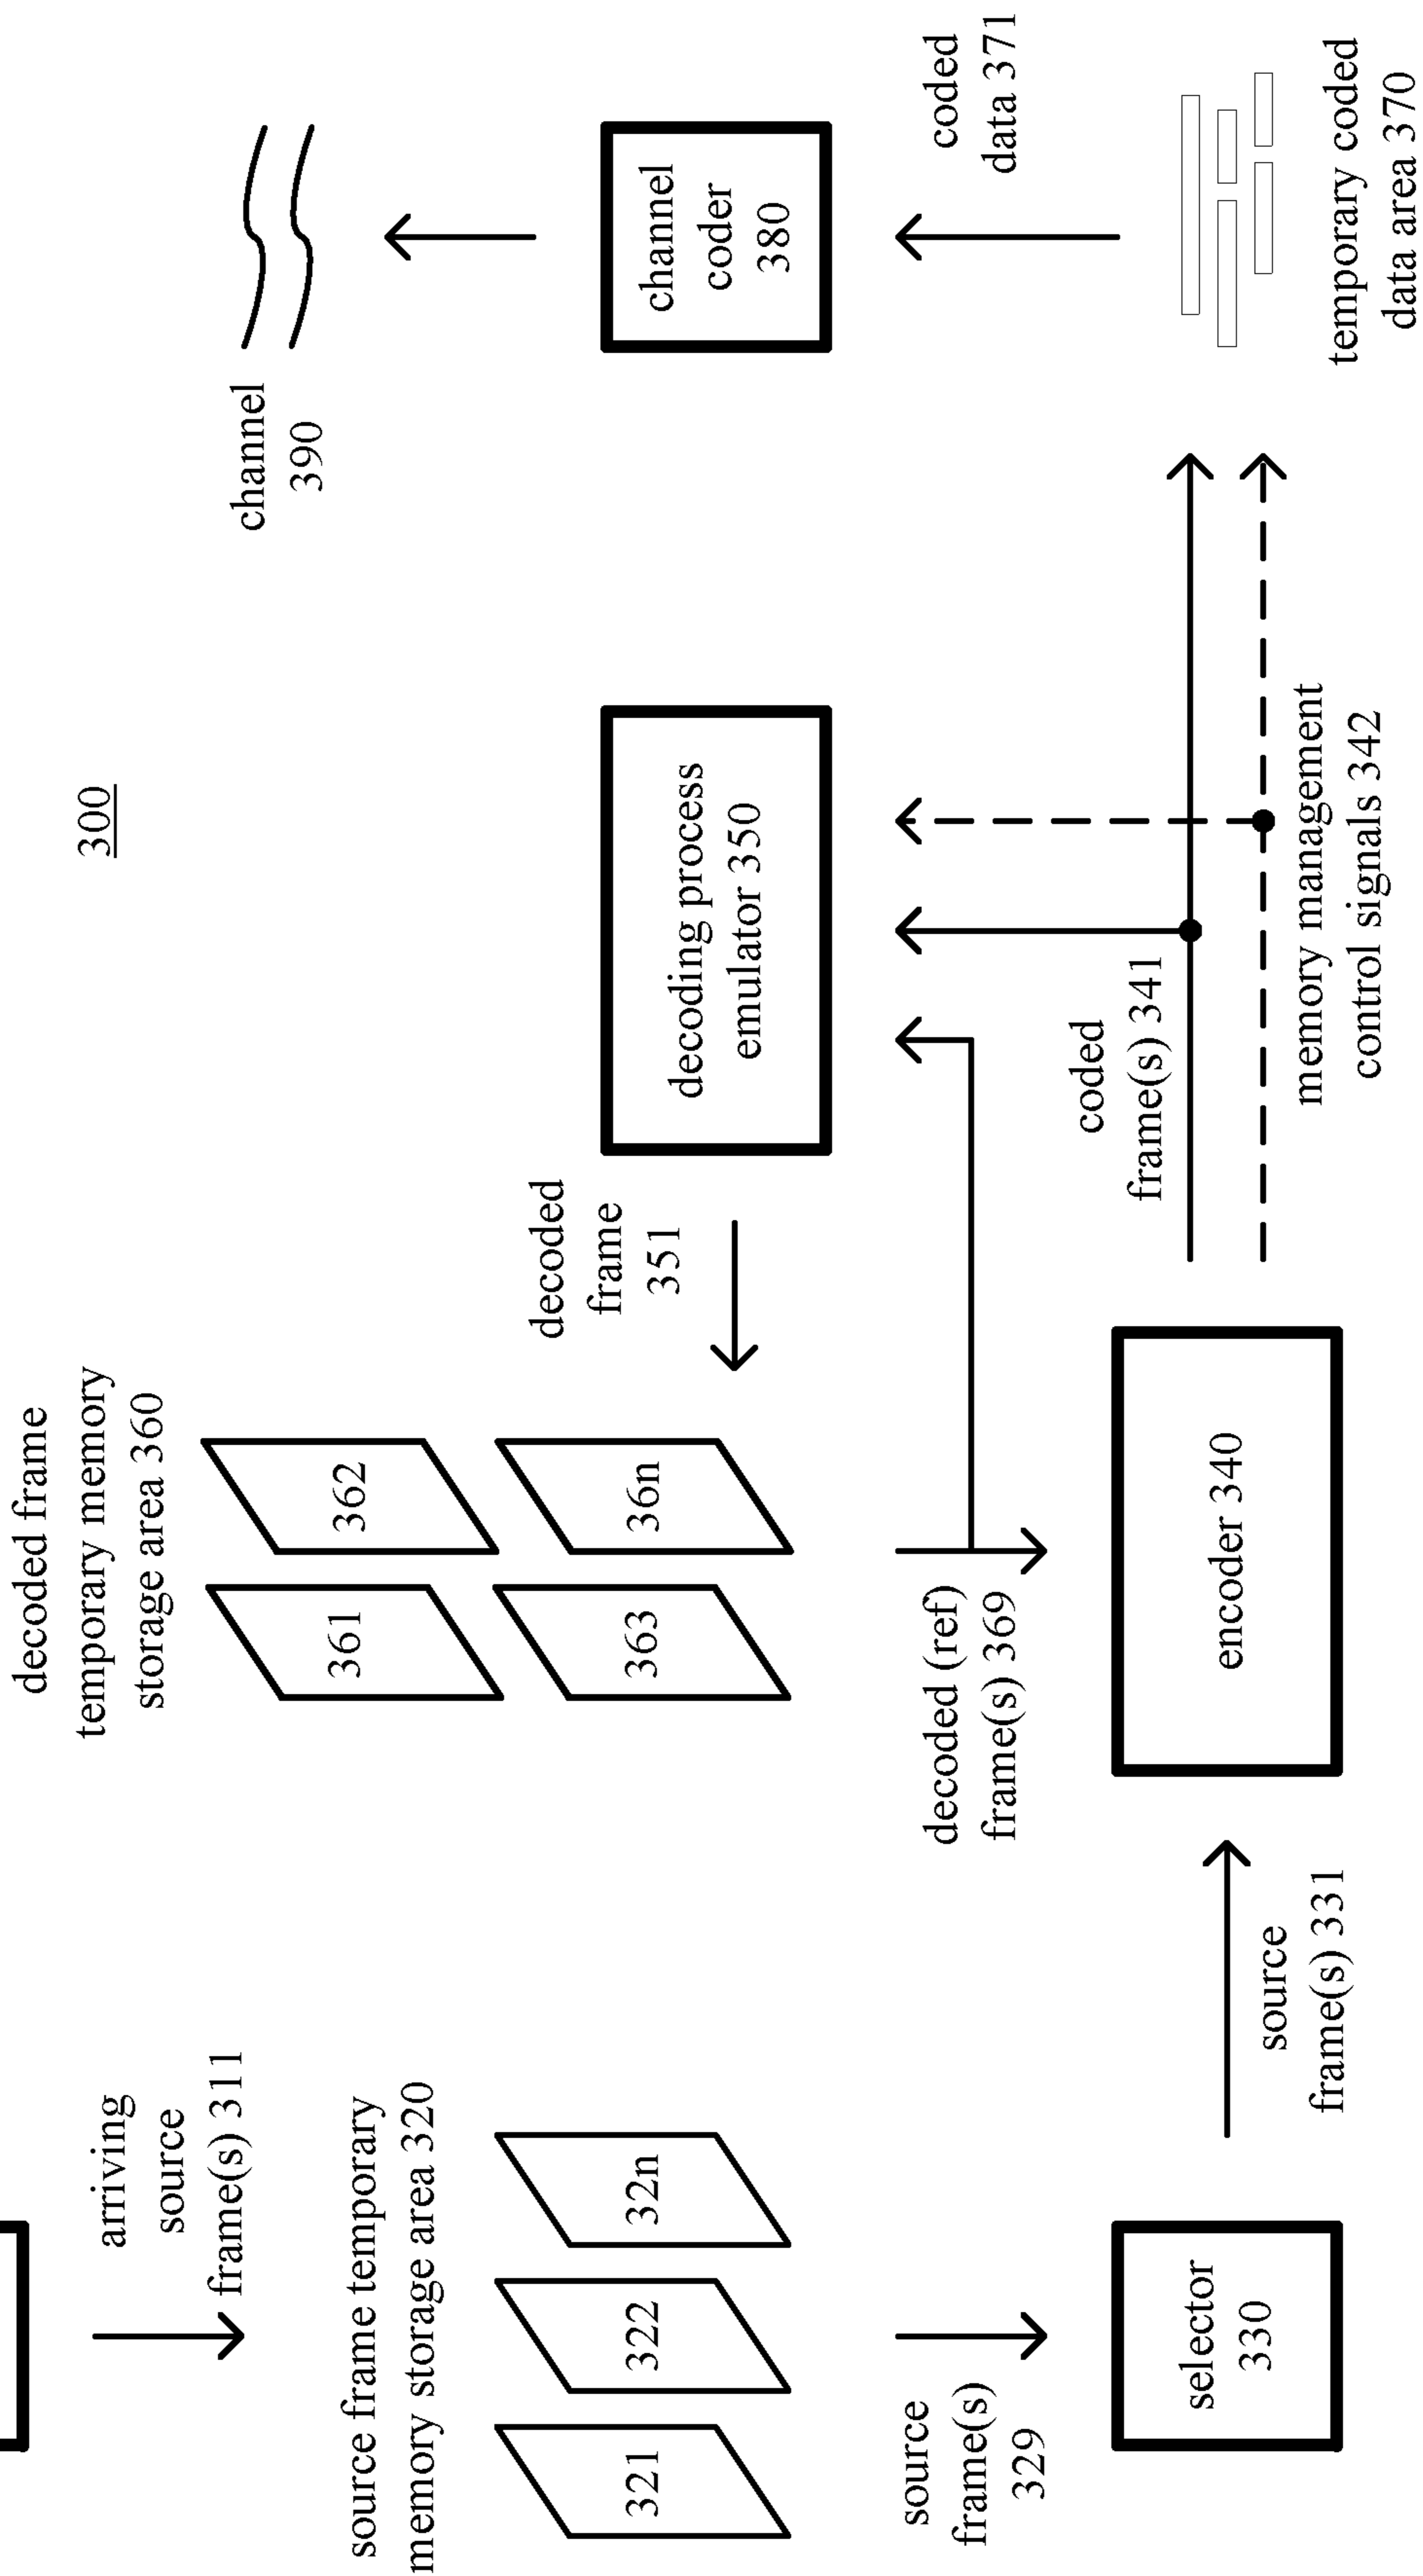 300
arriving
source
frame(s) 311
source frame temporary
memory storage area 320
321
322
32n
source
frame(s)
329
selector
330
source
frame(s) 331
decoded frame
temporary memory
storage area 360
361
362
363
36n
decoded (ref)
frame(s) 369
encoder 340
decoded
frame
351
decoding process
emulator 350
coded
frame(s) 341
memory management
control signals 342
channel
390
channel
coder
380
coded
data 371
temporary coded
data area 370